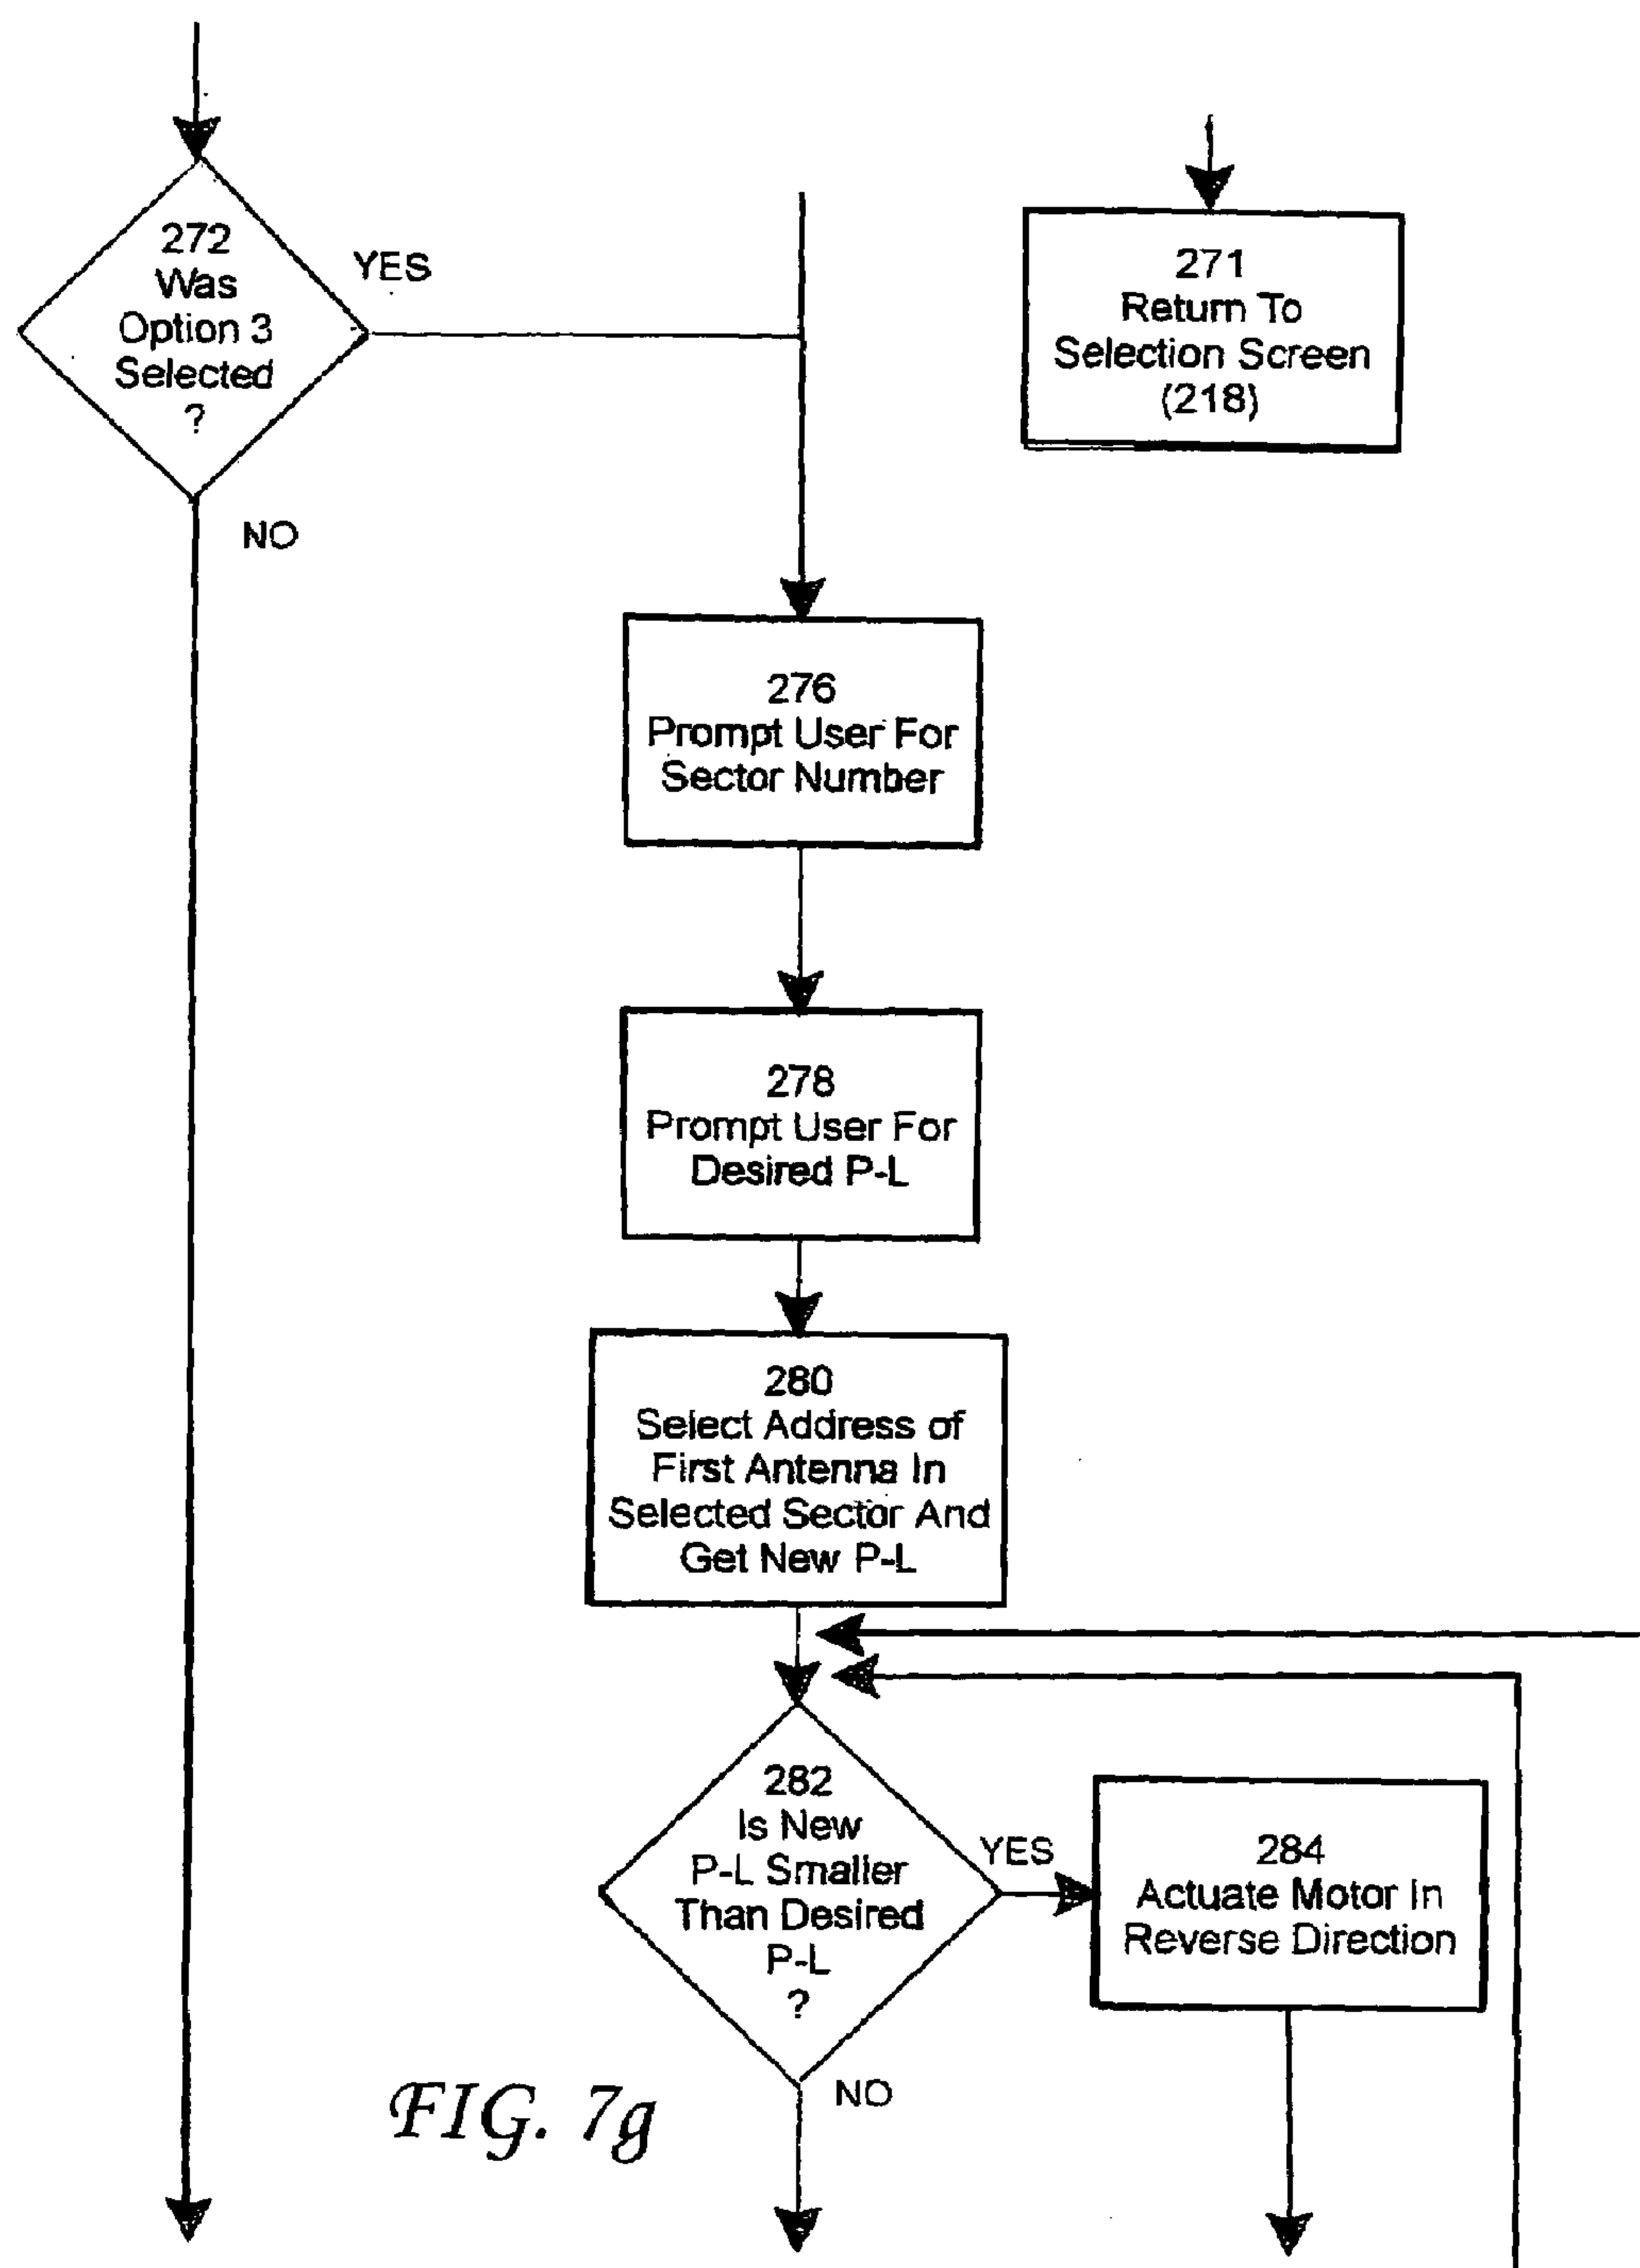 272
Was
Option 3
Selected
?
YES
NO
271
Return To
Selection Screen
(218)
276
Prompt User For
Sector Number
278
Prompt User For
Desired P-L
280
Select Address of
First Antenna In
Selected Sector And
Get New P-L
282
Is New
P-L Smaller
Than Desired
P-L
?
YES
NO
284
Actuate Motor In
Reverse Direction
FIG. 7g